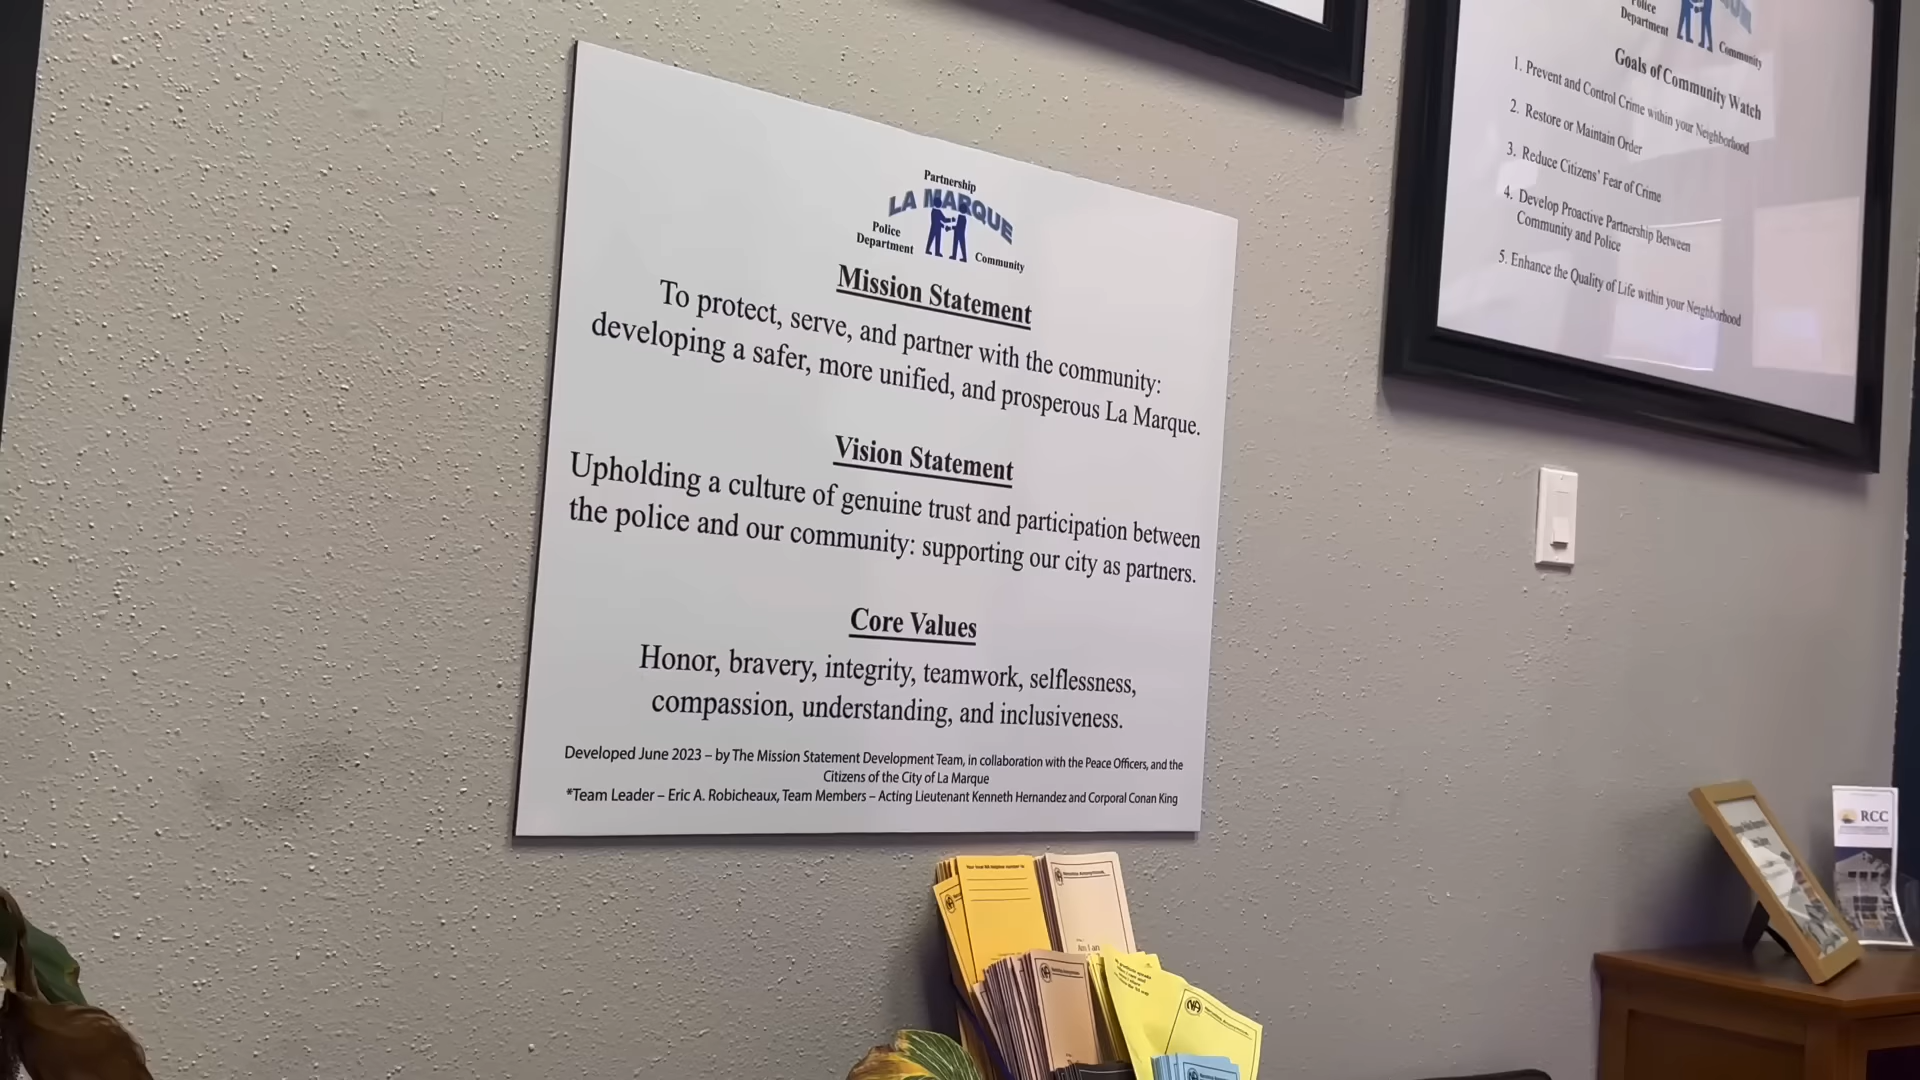 Partnership
LA MARQUE
Police
Department
Community
Mission Statement
To protect, serve, and partner with the community:
developing a safer, more unified, and prosperous La Marque.
Vision Statement
Upholding a culture of genuine trust and participation between
the police and our community: supporting our city as partners.
Core Values
Honor, bravery, integrity, teamwork, selflessness,
compassion, understanding, and inclusiveness.
Developed June 2023 – by The Mission Statement Development Team, in collaboration with the Peace Officers, and the
Citizens of the City of La Marque
*Team Leader – Eric A. Robicheaux, Team Members – Acting Lieutenant Kenneth Hernandez and Corporal Conan King
Police
Department
Community
Goals of Community Watch
1. Prevent and Control Crime within your Neighborhood
2. Restore or Maintain Order
3. Reduce Citizens' Fear of Crime
4. Develop Proactive Partnership Between
Community and Police
5. Enhance the Quality of Life within your Neighborhood
RCC